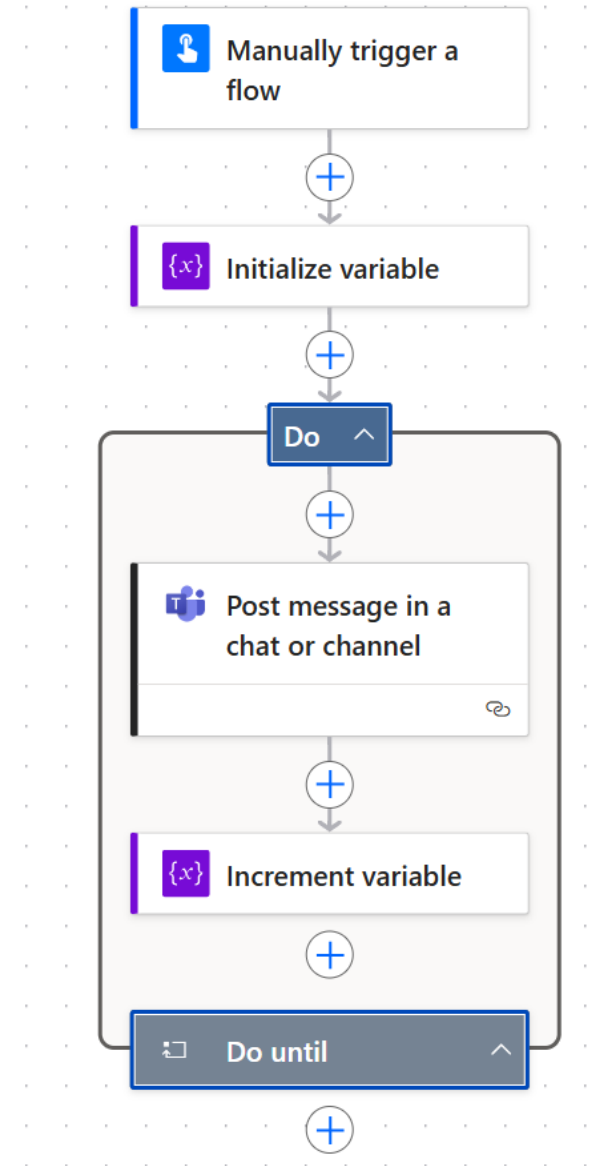 Manually trigger a
flow
{x} Initialize variable
Do
T
Post message in a
chat or channel
{x} Increment variable
Do until